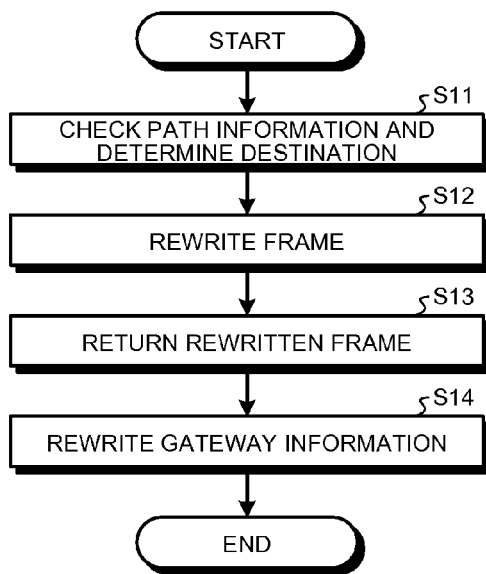 START
S11
CHECK PATH INFORMATION AND
DETERMINE DESTINATION
S12
REWRITE FRAME
S13
RETURN REWRITTEN FRAME
S14
REWRITE GATEWAY INFORMATION
END